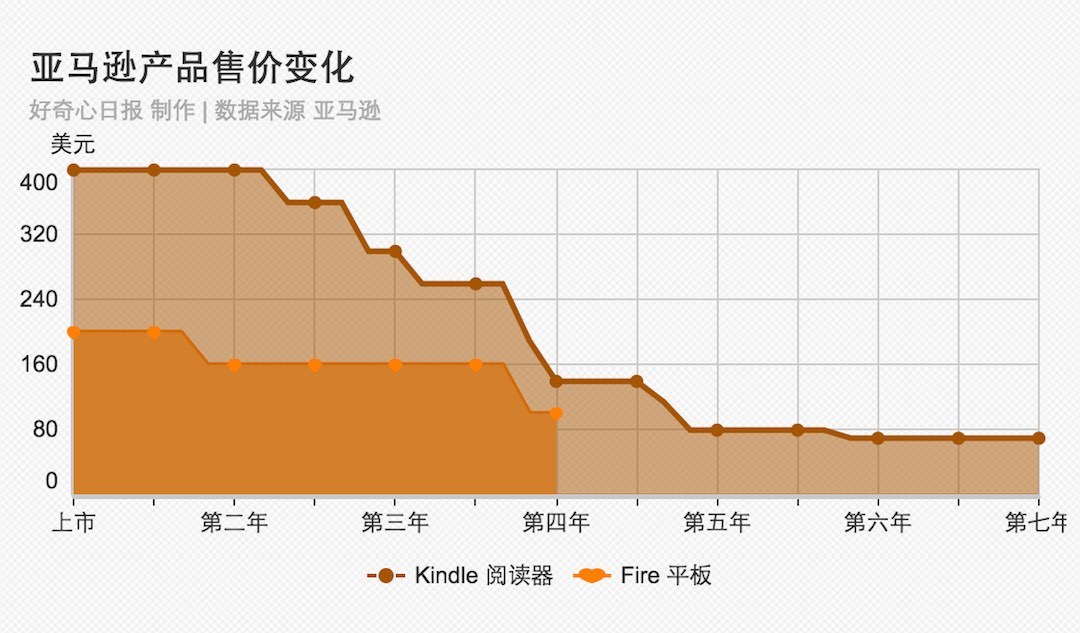 亚马逊产品售价变化
好奇心日报 制作 | 数据来源 亚马逊
美元
400
320
240
160
80
0
上市 第二年 第三年 第四年 第五年 第六年 第七年
Kindle 阅读器 Fire 平板